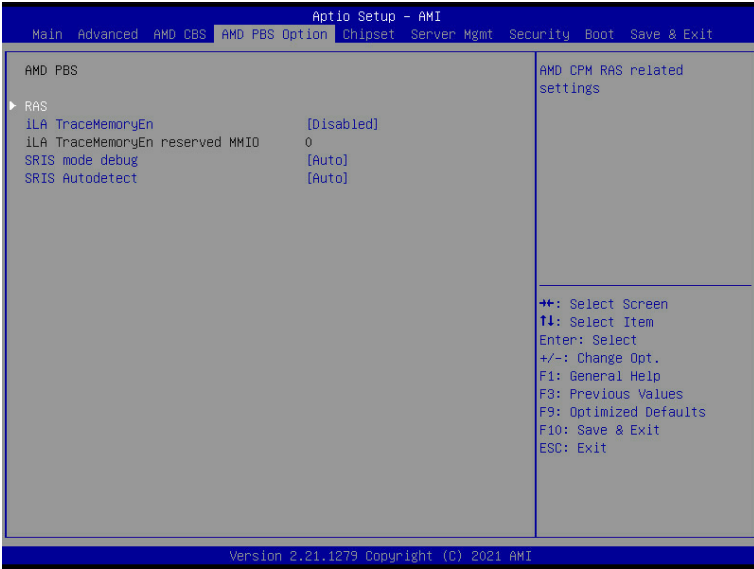 Aptio Setup - AMI
Main Advanced AMD CBS AMD PBS Option Chipset Server Mgmt Security Boot Save & Exit
AMD PBS
RAS
iLA TraceMemoryEn [Disabled]
iLA TraceMemoryEn reserved MMIO 0
SRIS mode debug [Auto]
SRIS Autodetect [Auto]
AMD CPM RAS related
settings
→←: Select Screen
↑↓: Select Item
Enter: Select
+/-: Change Opt.
F1: General Help
F3: Previous Values
F9: Optimized Defaults
F10: Save & Exit
ESC: Exit
Version 2.21.1279 Copyright (C) 2021 AMI